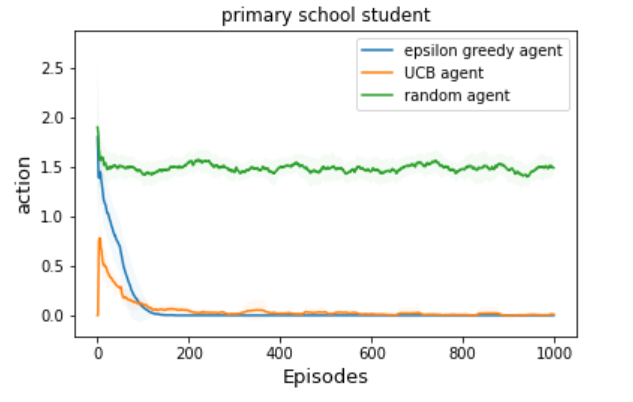 primary school student
epsilon greedy agent
UCB agent
random agent
action
2.5
2.0
1.5
1.0
0.5
0.0
0 200 400 600 800 1000
Episodes